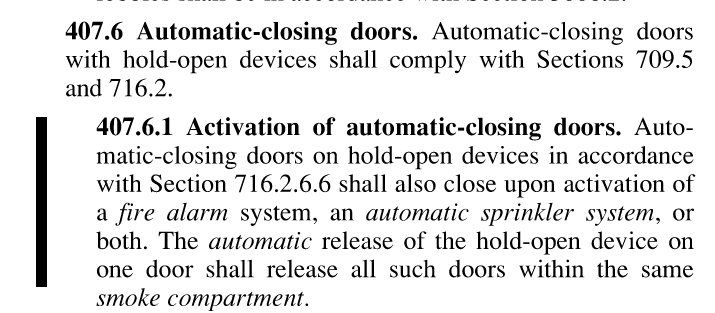 407.6 Automatic-closing doors. Automatic-closing doors
with hold-open devices shall comply with Sections 709.5
and 716.2.
407.6.1 Activation of automatic-closing doors. Auto-
matic-closing doors on hold-open devices in accordance
with Section 716.2.6.6 shall also close upon activation of
a fire alarm system, an automatic sprinkler system, or
both. The automatic release of the hold-open device on
one door shall release all such doors within the same
smoke compartment.